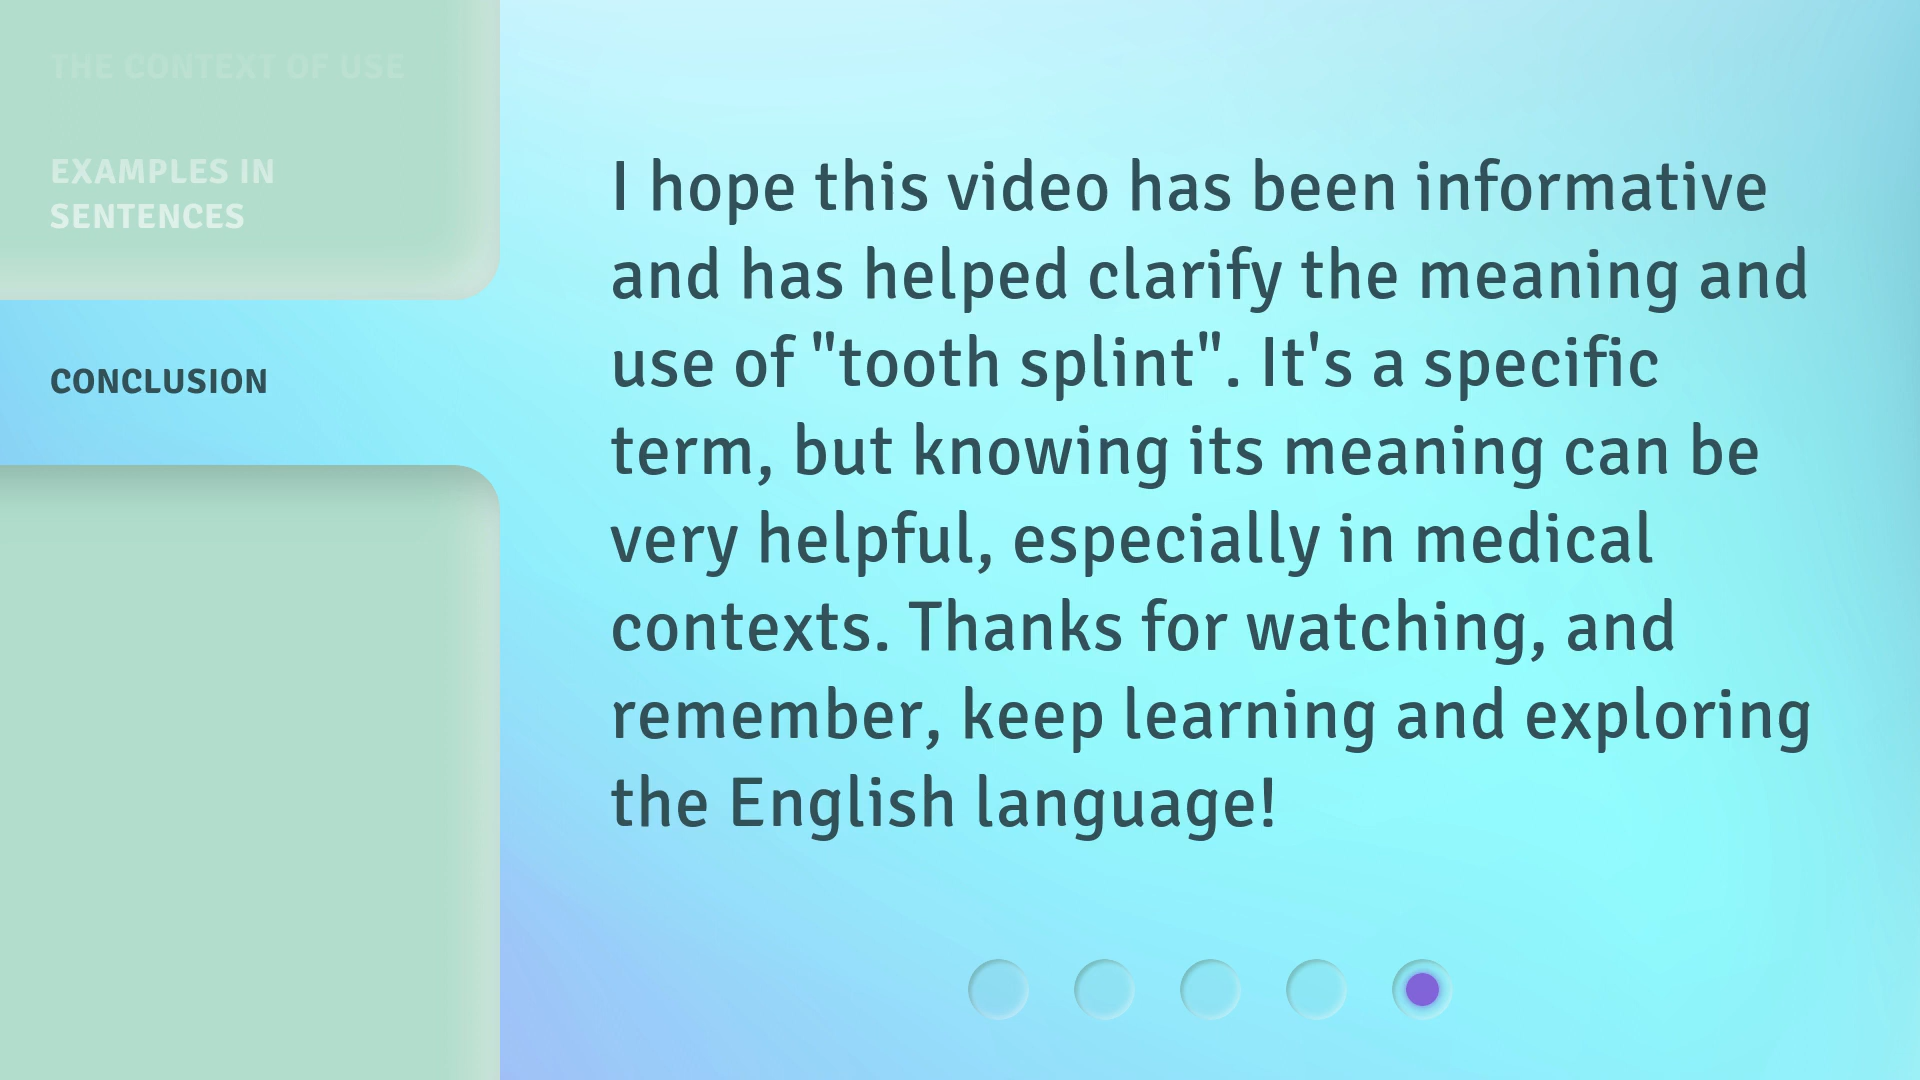 THE CONTEXT OF USE
EXAMPLES IN
SENTENCES
CONCLUSION
I hope this video has been informative
and has helped clarify the meaning and
use of "tooth splint". It's a specific
term, but knowing its meaning can be
very helpful, especially in medical
contexts. Thanks for watching, and
remember, keep learning and exploring
the English language!